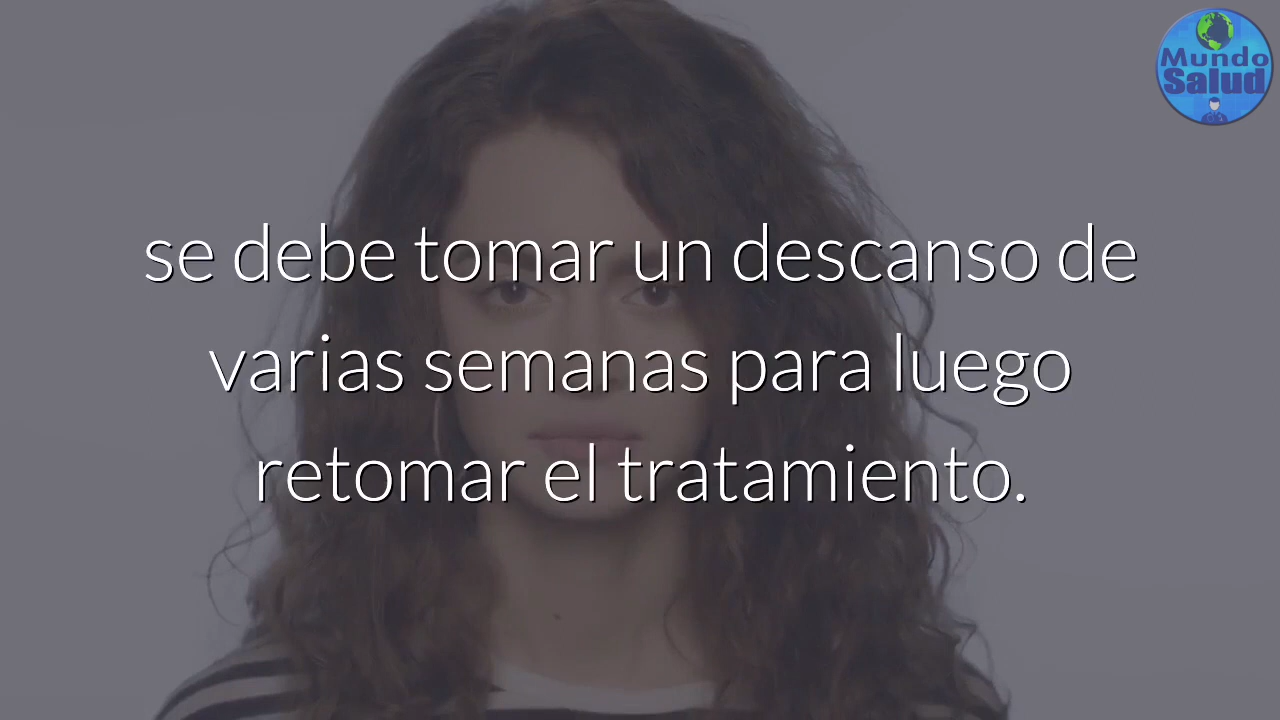 Mundo
Salud
se debe tomar un descanso de
varias semanas para luego
retomar el tratamiento.